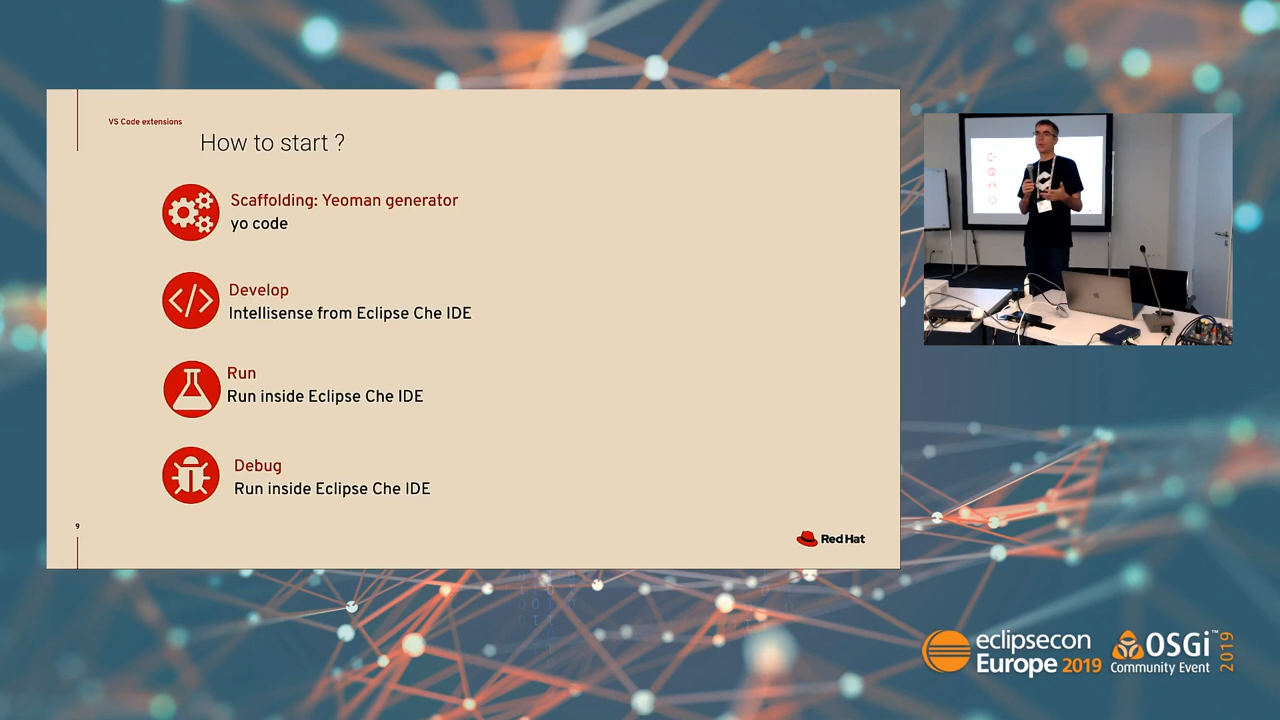 VS Code extensions
How to start ?
Scaffolding: Yeoman generator
yo code
Develop
Intellisense from Eclipse Che IDE
Run
Run inside Eclipse Che IDE
Debug
Run inside Eclipse Che IDE
9
Red Hat
eclipsecon
Europe 2019
OSGi™
Community Event
2019